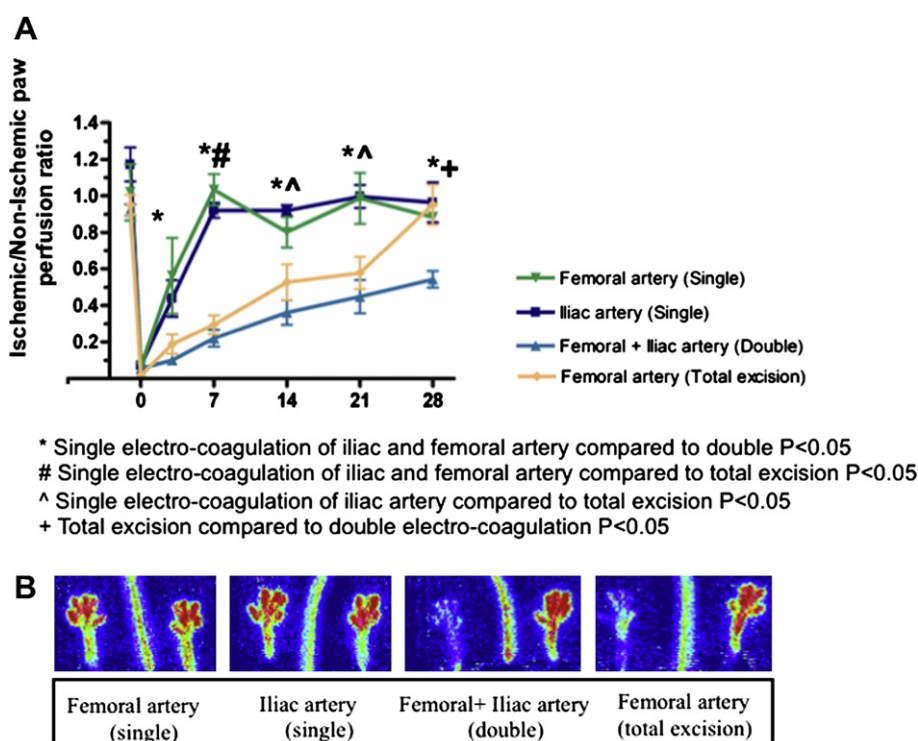 A
Ischemic/Non-Ischemic paw
perfusion ratio
1.4
1.2
1.0
0.8
0.6
0.4
0.2
*
*#
*^
*^
*+
0 7 14 21 28
Femoral artery (Single)
Iliac artery (Single)
Femoral + Iliac artery (Double)
Femoral artery (Total excision)
* Single electro-coagulation of iliac and femoral artery compared to double P<0.05
# Single electro-coagulation of iliac and femoral artery compared to total excision P<0.05
^ Single electro-coagulation of iliac artery compared to total excision P<0.05
+ Total excision compared to double electro-coagulation P<0.05
B
Femoral artery
(single)
Iliac artery
(single)
Femoral+ Iliac artery
(double)
Femoral artery
(total excision)